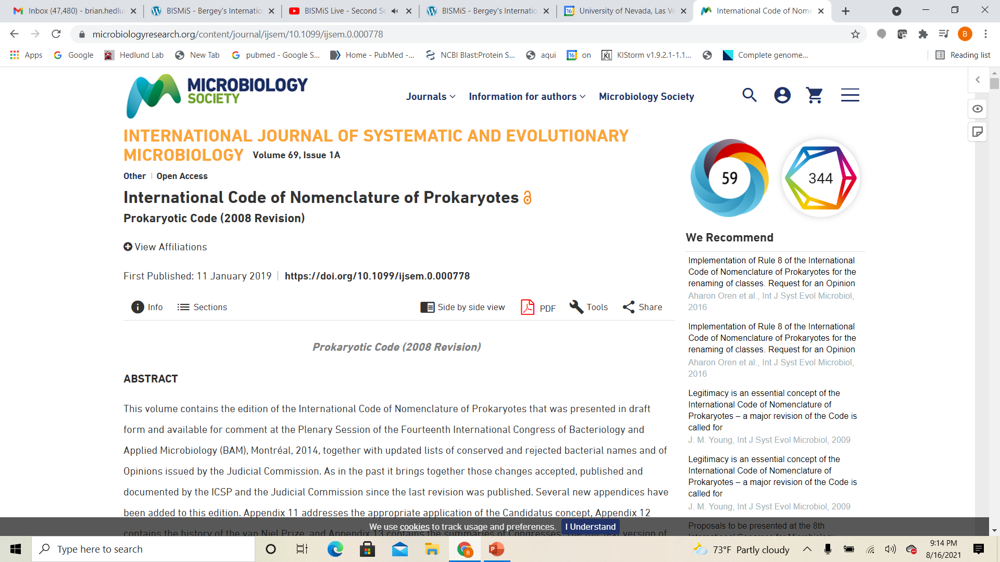 Inbox (47,480) - brian.hedlu
BISMiS - Bergey's Internatio
BISMiS Live - Second Se
BISMiS - Bergey's Internatio
University of Nevada, Las Ve
International Code of Nome
microbiologyresearch.org/content/journal/ijsem/10.1099/ijsem.0.000778
B
Apps
Google
Hedlund Lab
New Tab
pubmed - Google S...
Home - PubMed -...
NCBI Blast:Protein S...
aqui
16
on
KI
KIStorm v1.9.2.1-1.1...
Complete genome...
Reading list
MICROBIOLOGY
SOCIETY
Journals
Information for authors
Microbiology Society
INTERNATIONAL JOURNAL OF SYSTEMATIC AND EVOLUTIONARY
MICROBIOLOGY Volume 69, Issue 1A
Other | Open Access
International Code of Nomenclature of Prokaryotes
Prokaryotic Code (2008 Revision)
View Affiliations
First Published: 11 January 2019 | https://doi.org/10.1099/ijsem.0.000778
Info
Sections
Side by side view
PDF
Tools
Share
Prokaryotic Code (2008 Revision)
ABSTRACT
This volume contains the edition of the International Code of Nomenclature of Prokaryotes that was presented in draft
form and available for comment at the Plenary Session of the Fourteenth International Congress of Bacteriology and
Applied Microbiology (BAM), Montréal, 2014, together with updated lists of conserved and rejected bacterial names and of
Opinions issued by the Judicial Commission. As in the past it brings together those changes accepted, published and
documented by the ICSP and the Judicial Commission since the last revision was published. Several new appendices have
been added to this edition. Appendix 11 addresses the appropriate application of the Candidatus concept, Appendix 12
contains the history of the van Niel Prize, and Appendix 13 contains the summaries of Congresses. The full text version of
59
344
We Recommend
Implementation of Rule 8 of the International
Code of Nomenclature of Prokaryotes for the
renaming of classes. Request for an Opinion
Aharon Oren et al., Int J Syst Evol Microbiol,
2016
Implementation of Rule 8 of the International
Code of Nomenclature of Prokaryotes for the
renaming of classes. Request for an Opinion
Aharon Oren et al., Int J Syst Evol Microbiol,
2016
Legitimacy is an essential concept of the
International Code of Nomenclature of
Prokaryotes – a major revision of the Code is
called for
J. M. Young, Int J Syst Evol Microbiol, 2009
Legitimacy is an essential concept of the
International Code of Nomenclature of
Prokaryotes – a major revision of the Code is
called for
J. M. Young, Int J Syst Evol Microbiol, 2009
Proposals to be presented at the 8th
International Congress for Microbiology
We use cookies to track usage and preferences.
I Understand
Type here to search
73°F Partly cloudy
9:14 PM
8/16/2021